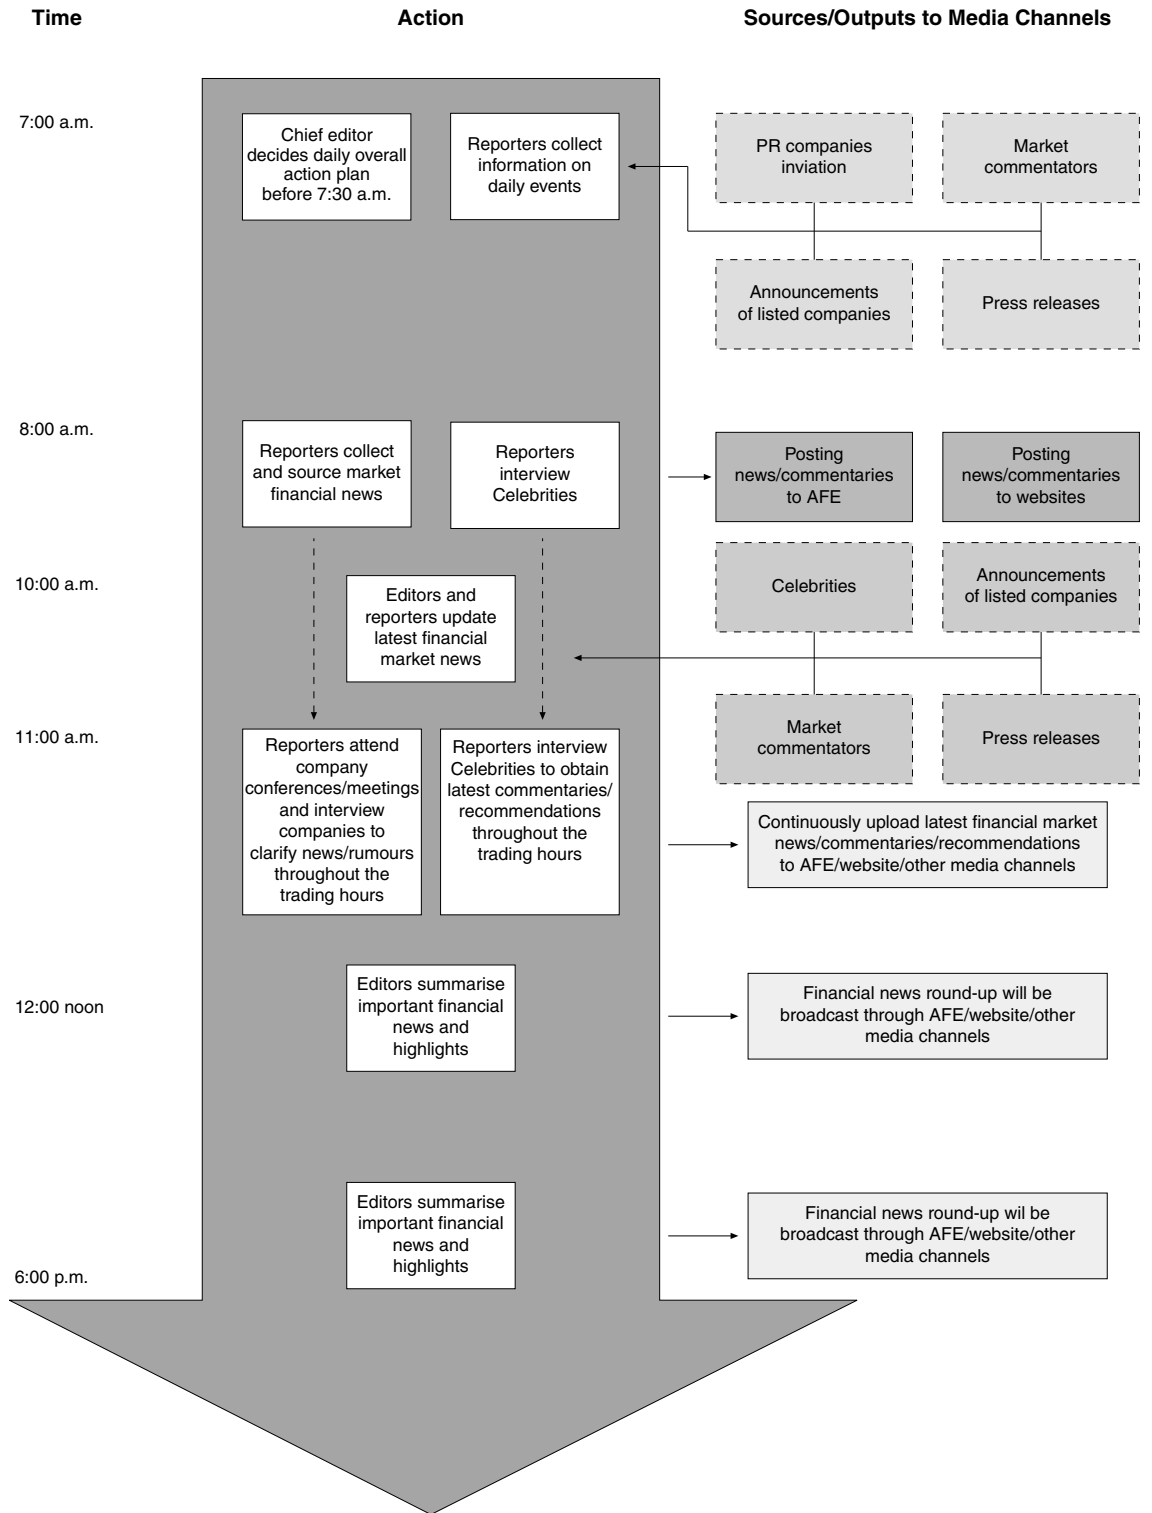 Time
Action
Sources/Outputs to Media Channels
7:00 a.m.
Chief editor
decides daily overall
action plan
before 7:30 a.m.
Reporters collect
information on
daily events
PR companies
inviation
Market
commentators
Announcements
of listed companies
Press releases
8:00 a.m.
Reporters collect
and source market
financial news
Reporters
interview
Celebrities
Posting
news/commentaries
to AFE
Posting
news/commentaries
to websites
10:00 a.m.
Editors and
reporters update
latest financial
market news
Celebrities
Announcements
of listed companies
Market
commentators
Press releases
11:00 a.m.
Reporters attend
company
conferences/meetings
and interview
companies to
clarify news/rumours
throughout the
trading hours
Reporters interview
Celebrities to obtain
latest commentaries/
recommendations
throughout the
trading hours
Continuously upload latest financial market
news/commentaries/recommendations
to AFE/website/other media channels
12:00 noon
Editors summarise
important financial
news and
highlights
Financial news round-up will be
broadcast through AFE/website/other
media channels
Editors summarise
important financial
news and
highlights
Financial news round-up wil be
broadcast through AFE/website/other
media channels
6:00 p.m.